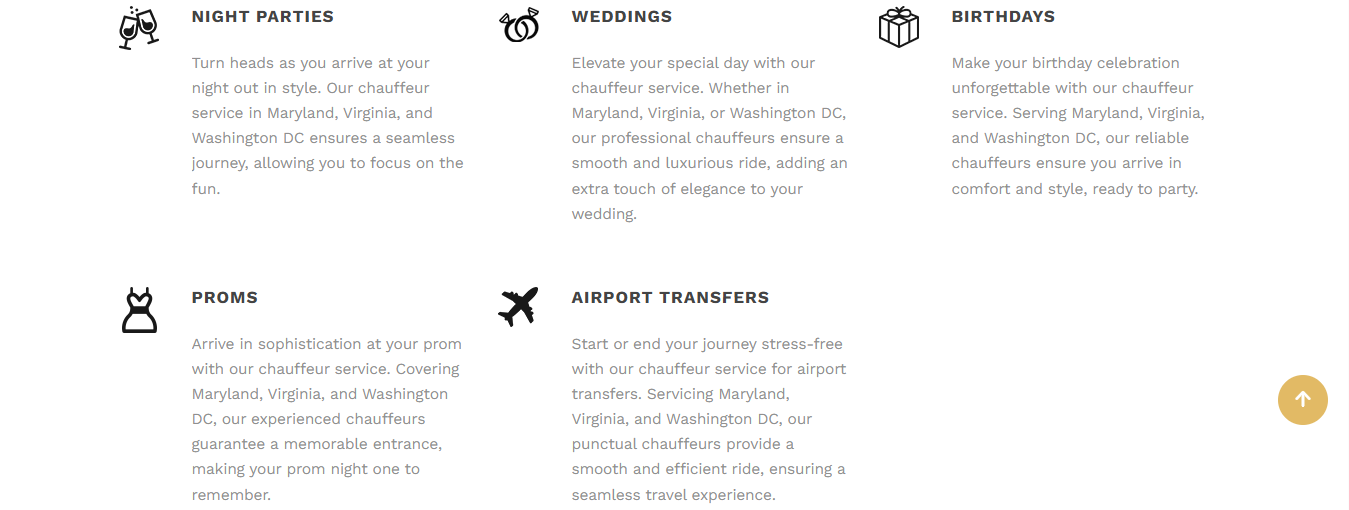 NIGHT PARTIES
Turn heads as you arrive at your
night out in style. Our chauffeur
service in Maryland, Virginia, and
Washington DC ensures a seamless
journey, allowing you to focus on the
fun.
WEDDINGS
Elevate your special day with our
chauffeur service. Whether in
Maryland, Virginia, or Washington DC,
our professional chauffeurs ensure a
smooth and luxurious ride, adding an
extra touch of elegance to your
wedding.
BIRTHDAYS
Make your birthday celebration
unforgettable with our chauffeur
service. Serving Maryland, Virginia,
and Washington DC, our reliable
chauffeurs ensure you arrive in
comfort and style, ready to party.
PROMS
Arrive in sophistication at your prom
with our chauffeur service. Covering
Maryland, Virginia, and Washington
DC, our experienced chauffeurs
guarantee a memorable entrance,
making your prom night one to
remember.
AIRPORT TRANSFERS
Start or end your journey stress-free
with our chauffeur service for airport
transfers. Servicing Maryland,
Virginia, and Washington DC, our
punctual chauffeurs provide a
smooth and efficient ride, ensuring a
seamless travel experience.